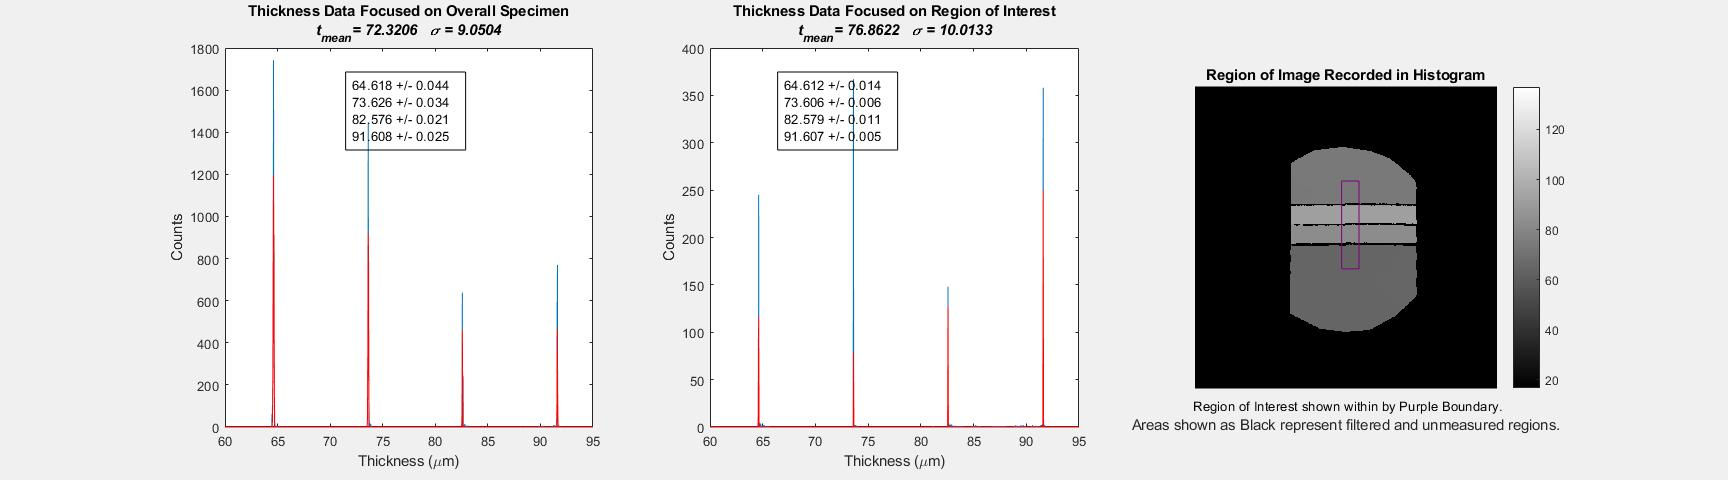 Thickness Data Focused on Overall Specimen
t_mean = 72.3206 σ = 9.0504
1800
1600
1400
1200
1000
800
600
400
200
0
Counts
64.618 +/- 0.044
73.626 +/- 0.034
82.576 +/- 0.021
91.608 +/- 0.025
60 65 70 75 80 85 90 95
Thickness (μm)
Thickness Data Focused on Region of Interest
t_mean = 76.8622 σ = 10.0133
400
350
300
250
200
150
100
50
0
Counts
64.612 +/- 0.014
73.606 +/- 0.006
82.579 +/- 0.011
91.607 +/- 0.005
60 65 70 75 80 85 90 95
Thickness (μm)
Region of Image Recorded in Histogram
120
100
80
60
40
20
Region of Interest shown within by Purple Boundary.
Areas shown as Black represent filtered and unmeasured regions.